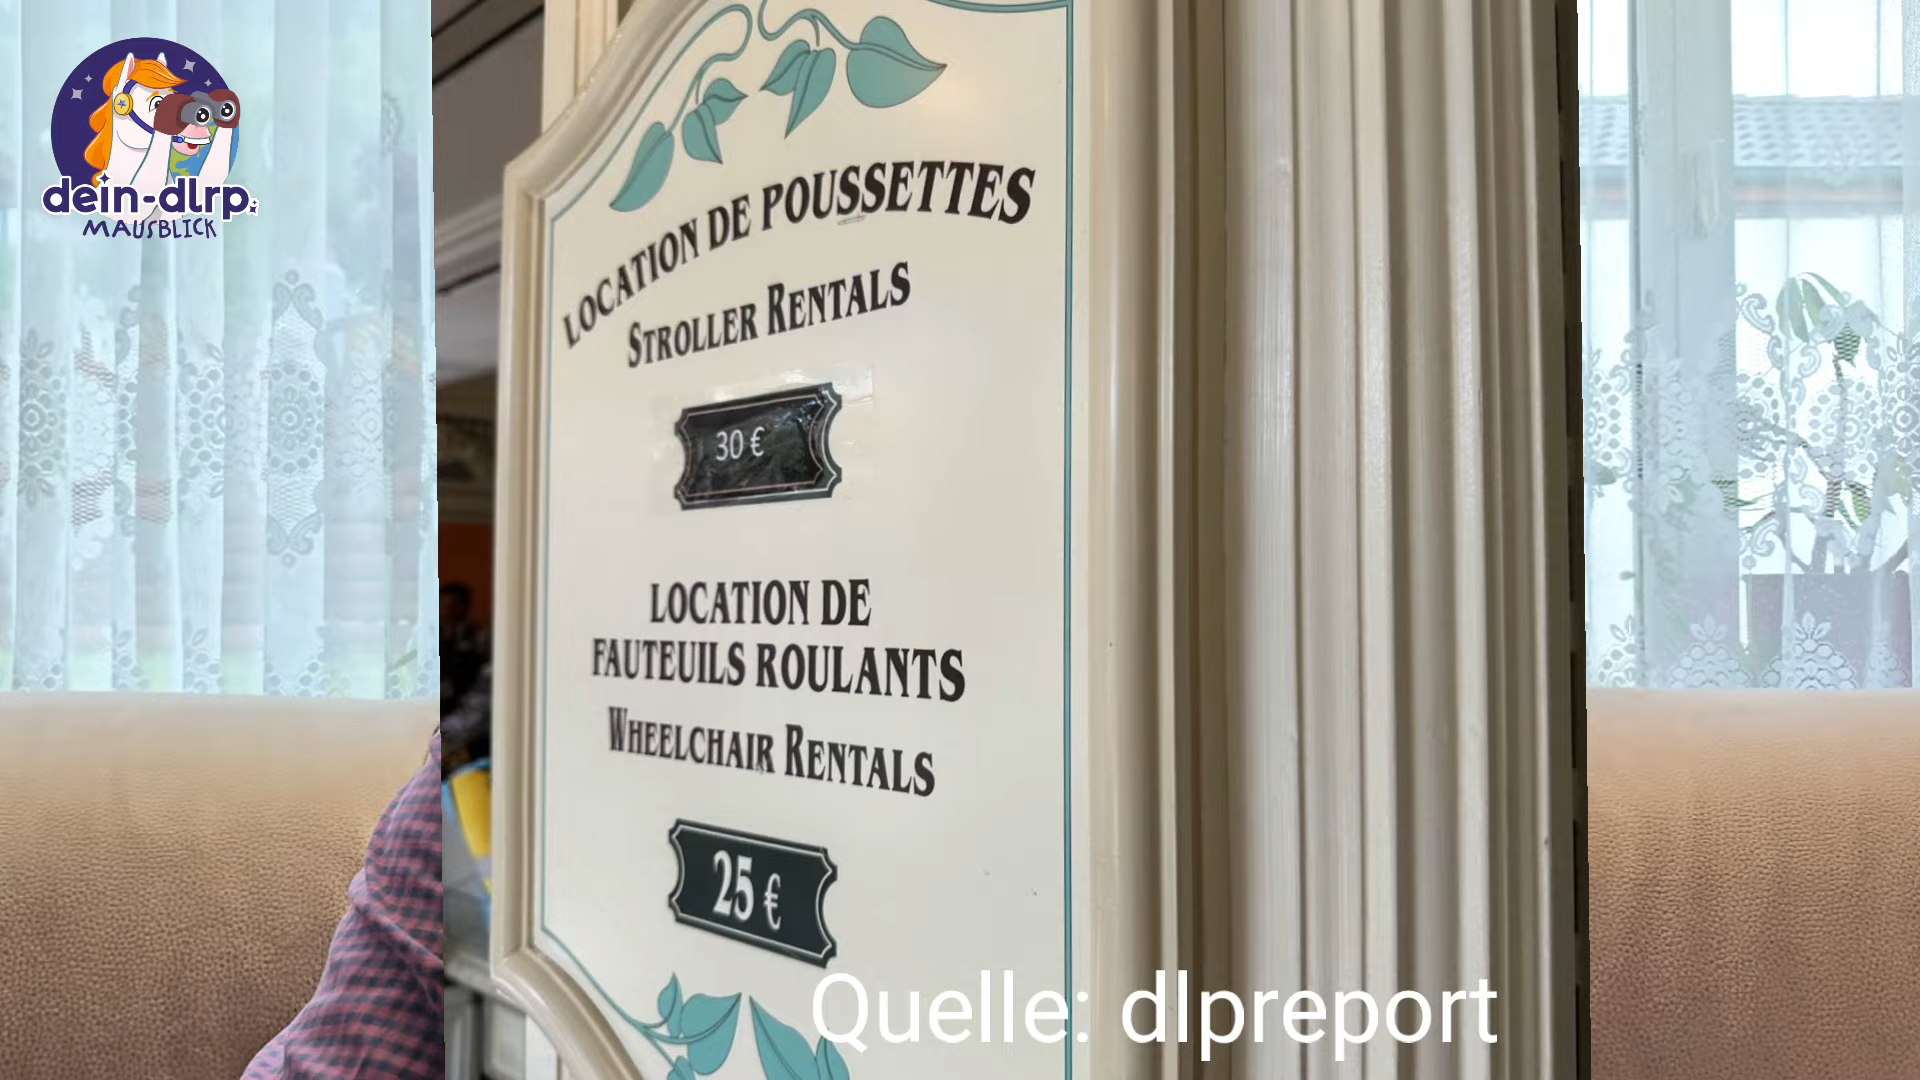 dein-dlrp.
MAUSBLICK
LOCATION DE POUSSETTES
STROLLER RENTALS
30 €
LOCATION DE
FAUTEUILS ROULANTS
WHEELCHAIR RENTALS
25 €
Quelle: dlpreport